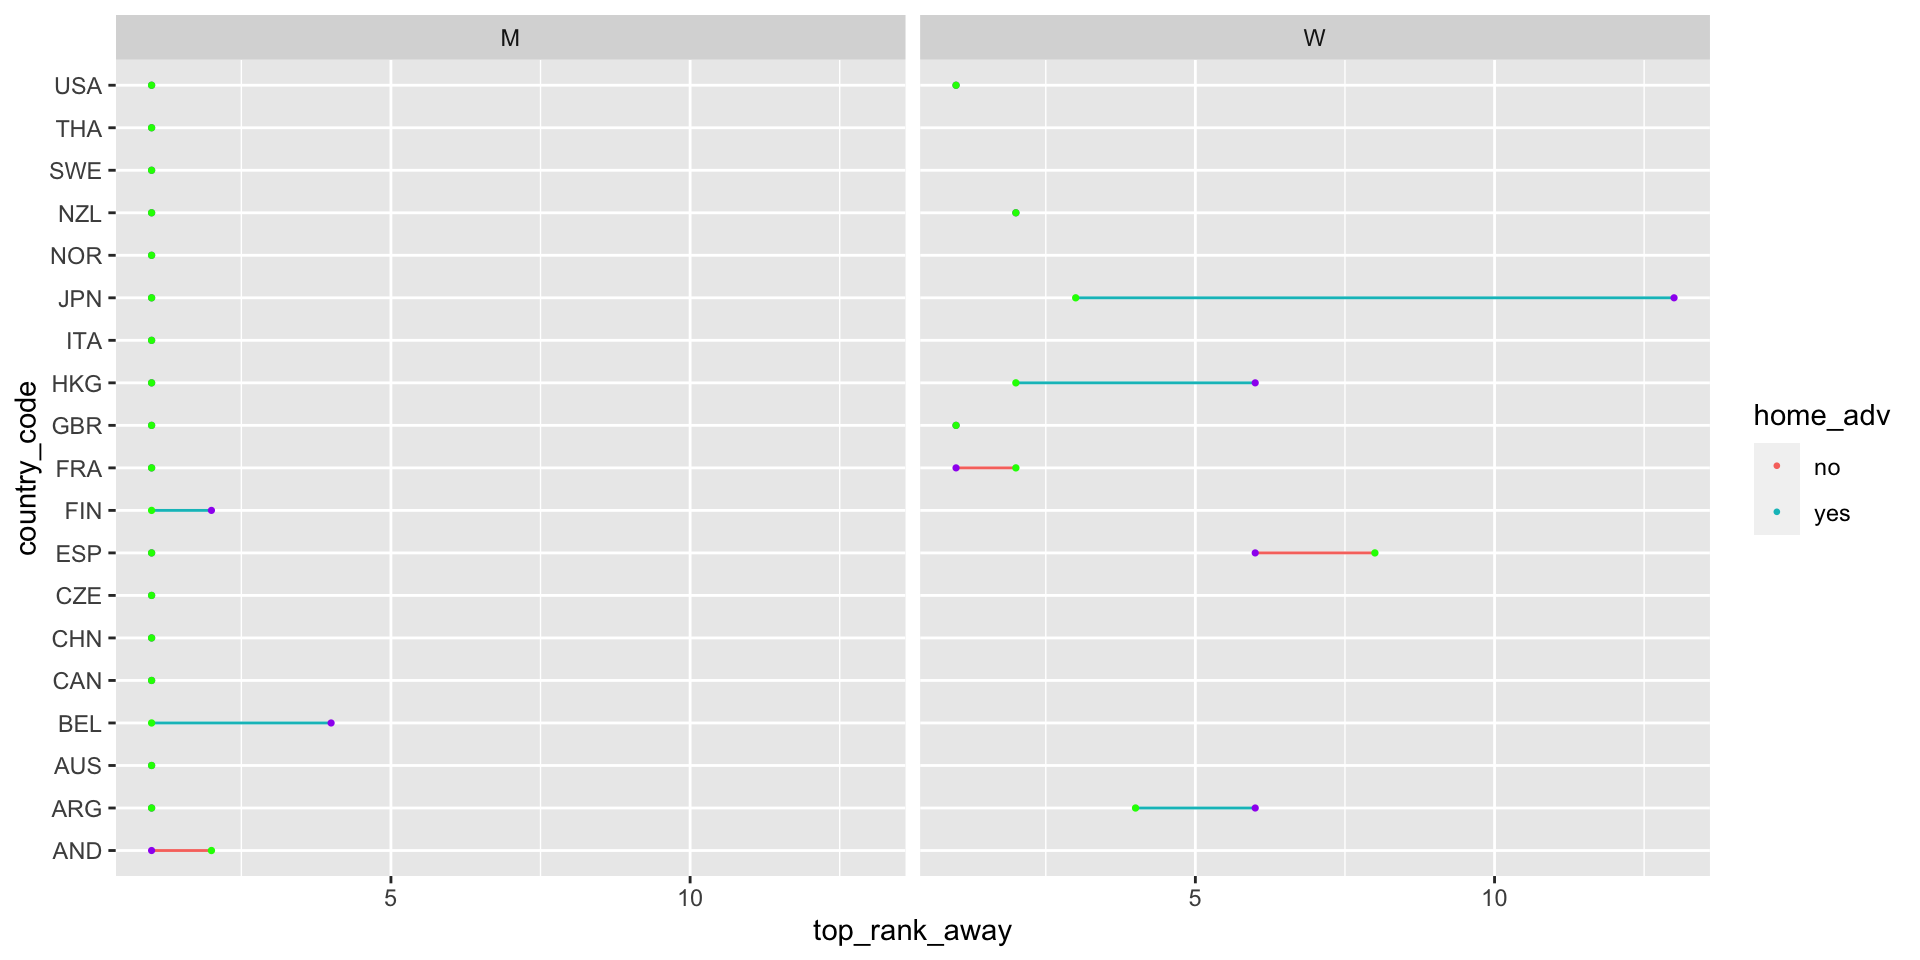 M
W
USA
THA
SWE
NZL
NOR
JPN
ITA
HKG
GBR
FRA
FIN
ESP
CZE
CHN
CAN
BEL
AUS
ARG
AND
country_code
5
10
5
10
top_rank_away
home_adv
no
yes